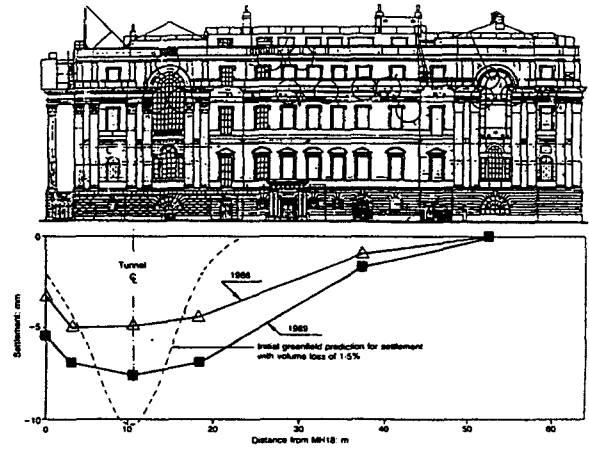 0
Tunnel
℄
1986
Settlement: mm
-5
1989
Initial greenfield prediction for settlement
with volume loss of 1·5%
-10
0
10
20
30
40
50
60
Distance from MH18: m